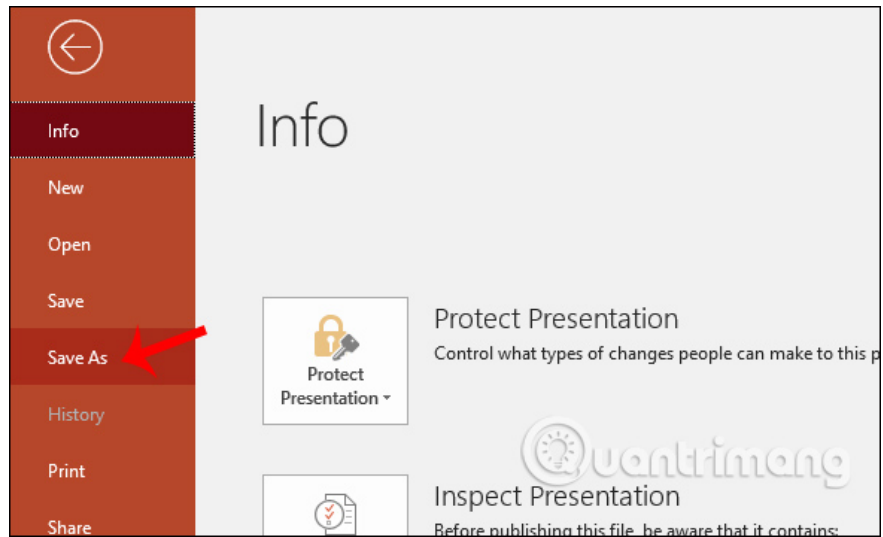 Info
New
Open
Save
Save As
History
Print
Share
Info
Protect
Presentation
Protect Presentation
Control what types of changes people can make to this p
Quantrimang
Inspect Presentation
Before publishing this file, be aware that it contains: